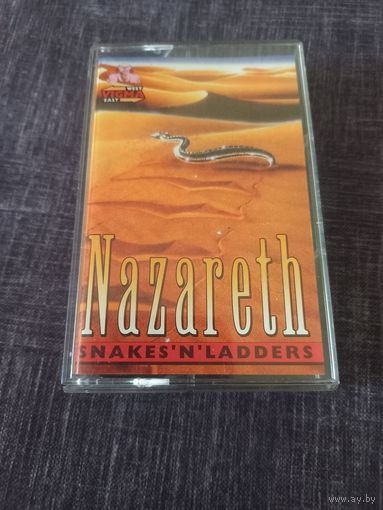 WEST
VIGMA
EAST
Nazareth
SNAKES'N'LADDERS
www.ay.by